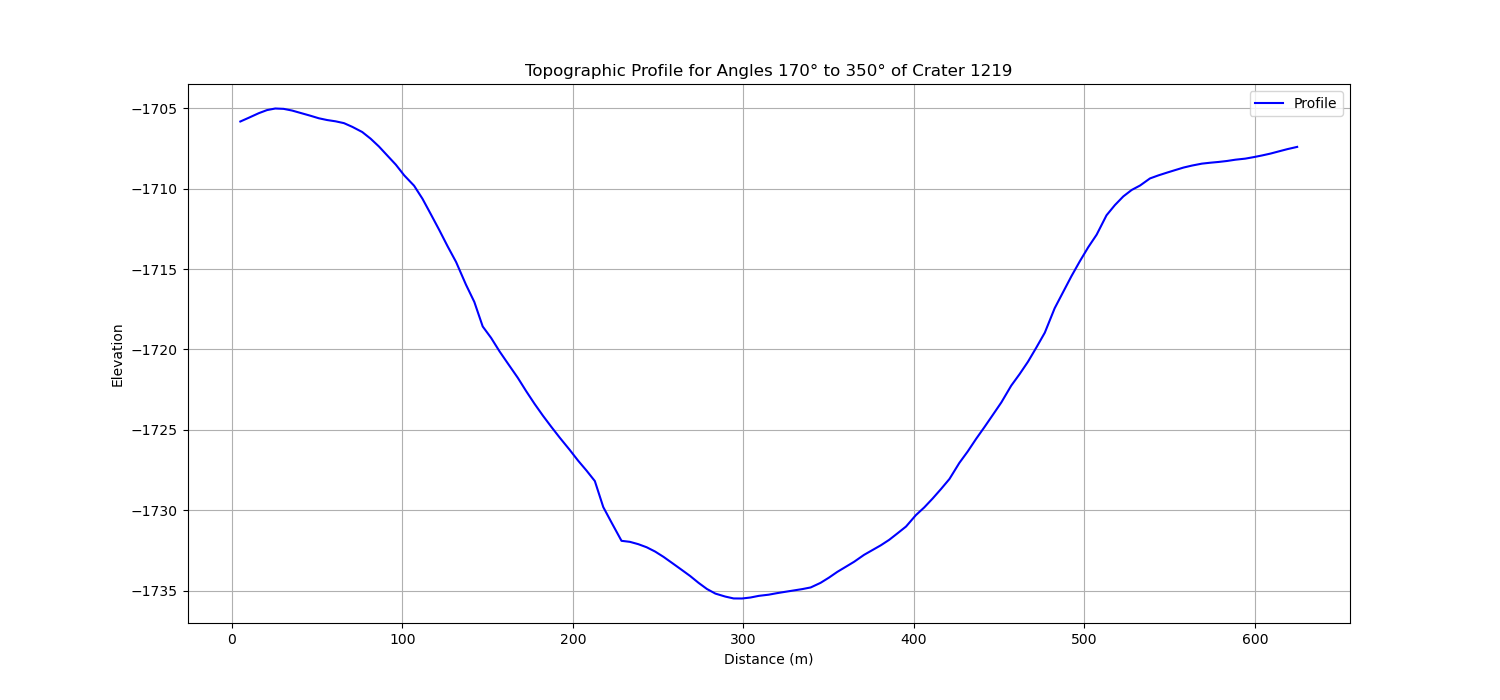 Topographic Profile for Angles 170° to 350° of Crater 1219
Profile
−1705
−1710
−1715
−1720
−1725
−1730
−1735
Elevation
0 100 200 300 400 500 600
Distance (m)